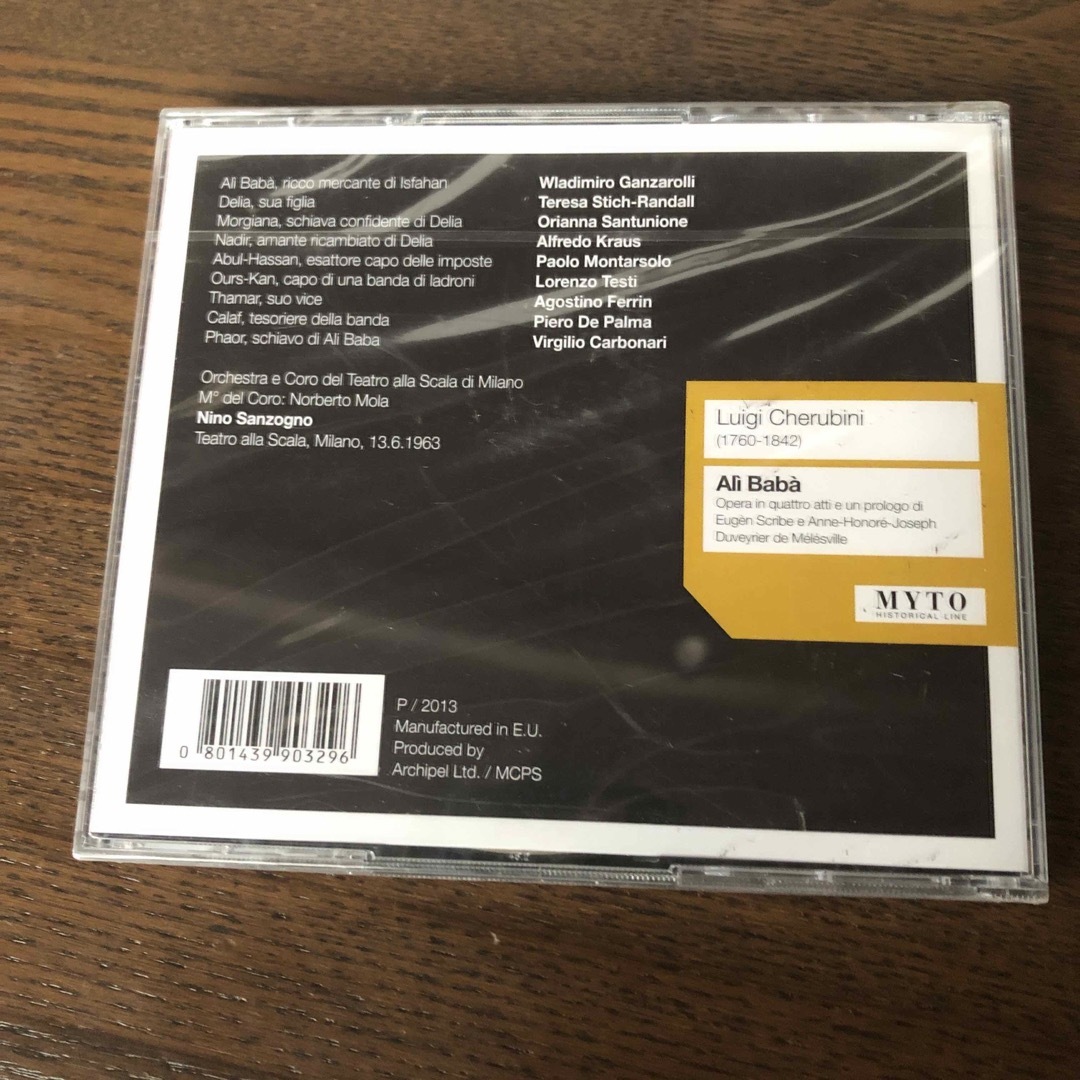 Alì Babà, ricco mercante di Isfahan Wladimiro Ganzarolli
Delia, sua figlia Teresa Stich-Randall
Morgiana, schiava confidente di Delia Orianna Santunione
Nadir, amante ricambiato di Delia Alfredo Kraus
Abul-Hassan, esattore capo delle imposte Paolo Montarsolo
Ours-Kan, capo di una banda di ladroni Lorenzo Testi
Thamar, suo vice Agostino Ferrin
Calaf, tesoriere della banda Piero De Palma
Phaor, schiavo di Ali Baba Virgilio Carbonari
Orchestra e Coro del Teatro alla Scala di Milano
M° del Coro: Norberto Mola
Nino Sanzogno
Teatro alla Scala, Milano, 13.6.1963
Luigi Cherubini
(1760-1842)
Alì Babà
Opera in quattro atti e un prologo di
Eugèn Scribe e Anne-Honoré-Joseph
Duveyrier de Mélésville
MYTO
HISTORICAL LINE
P / 2013
Manufactured in E.U.
Produced by
Archipel Ltd. / MCPS
0 801439 903296